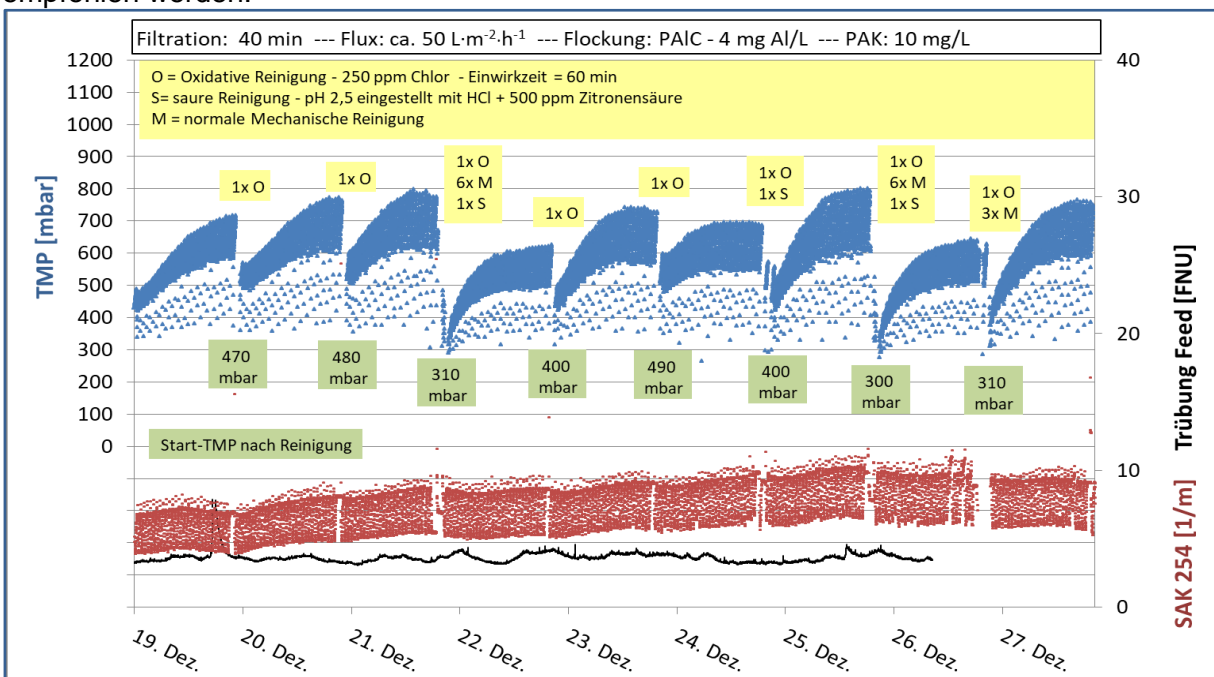 empfohlen werden.
Filtration: 40 min --- Flux: ca. 50 L·m⁻²·h⁻¹ --- Flockung: PAlC - 4 mg Al/L --- PAK: 10 mg/L
O = Oxidative Reinigung - 250 ppm Chlor - Einwirkzeit = 60 min
S= saure Reinigung - pH 2,5 eingestellt mit HCl + 500 ppm Zitronensäure
M = normale Mechanische Reinigung
1200
1100
1000
900
800
700
600
500
400
300
200
100
0
TMP [mbar]
1x O
1x O
1x O
6x M
1x S
1x O
1x O
1x O
1x S
1x O
6x M
1x S
1x O
3x M
470
mbar
480
mbar
310
mbar
400
mbar
490
mbar
400
mbar
300
mbar
310
mbar
Start-TMP nach Reinigung
40
30
20
10
0
Trübung Feed [FNU]
SAK 254 [1/m]
19. Dez.
20. Dez.
21. Dez.
22. Dez.
23. Dez.
24. Dez.
25. Dez.
26. Dez.
27. Dez.